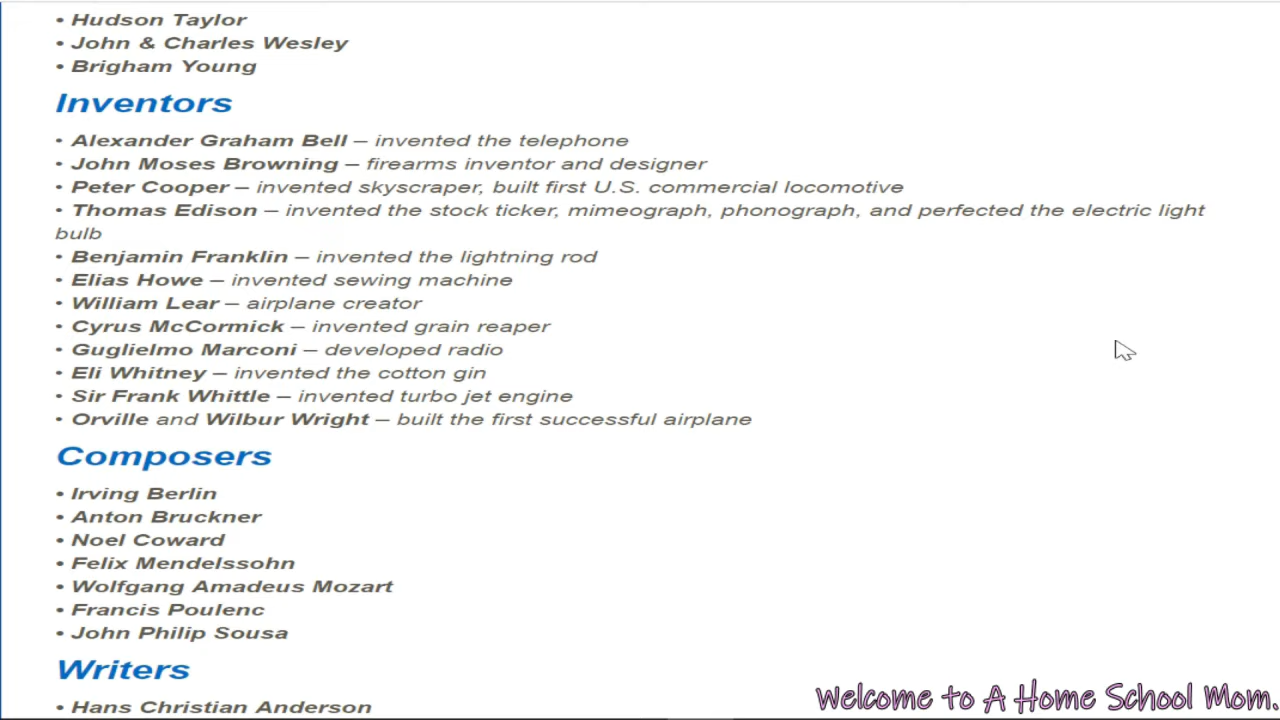 • Hudson Taylor
• John & Charles Wesley
• Brigham Young
Inventors
• Alexander Graham Bell – invented the telephone
• John Moses Browning – firearms inventor and designer
• Peter Cooper – invented skyscraper, built first U.S. commercial locomotive
• Thomas Edison – invented the stock ticker, mimeograph, phonograph, and perfected the electric light
bulb
• Benjamin Franklin – invented the lightning rod
• Elias Howe – invented sewing machine
• William Lear – airplane creator
• Cyrus McCormick – invented grain reaper
• Guglielmo Marconi – developed radio
• Eli Whitney – invented the cotton gin
• Sir Frank Whittle – invented turbo jet engine
• Orville and Wilbur Wright – built the first successful airplane
Composers
• Irving Berlin
• Anton Bruckner
• Noel Coward
• Felix Mendelssohn
• Wolfgang Amadeus Mozart
• Francis Poulenc
• John Philip Sousa
Writers
• Hans Christian Anderson
welcome to A Home School Mom.